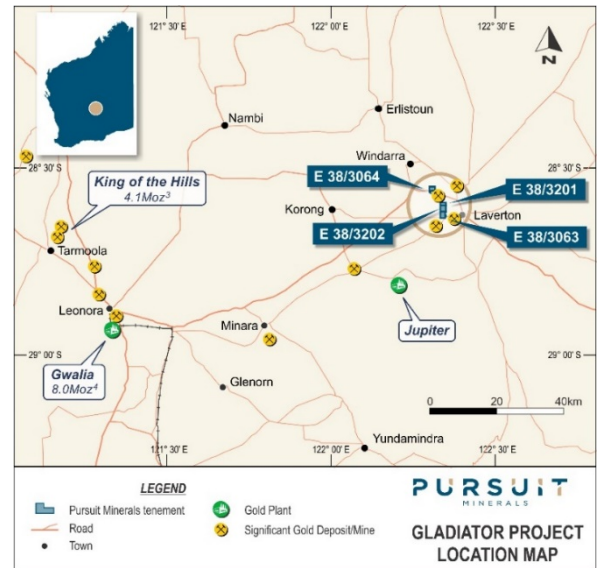 121° 30' E
122° 00' E
122° 30' E
N
Nambi
Erlistoun
Windarra
28° 30' S
28° 30' S
E 38/3064
E 38/3201
King of the Hills
4.1Moz³
Korong
Laverton
E 38/3202
E 38/3063
Tarmoola
Leonora
Jupiter
Minara
29° 00' S
29° 00' S
Gwalia
8.0Moz⁴
Glenorn
0 20 40km
Yundamindra
121° 30' E
122° 00' E
122° 30' E
LEGEND
Pursuit Minerals tenement
Road
Town
Gold Plant
Significant Gold Deposit/Mine
PURSUIT
MINERALS
GLADIATOR PROJECT
LOCATION MAP